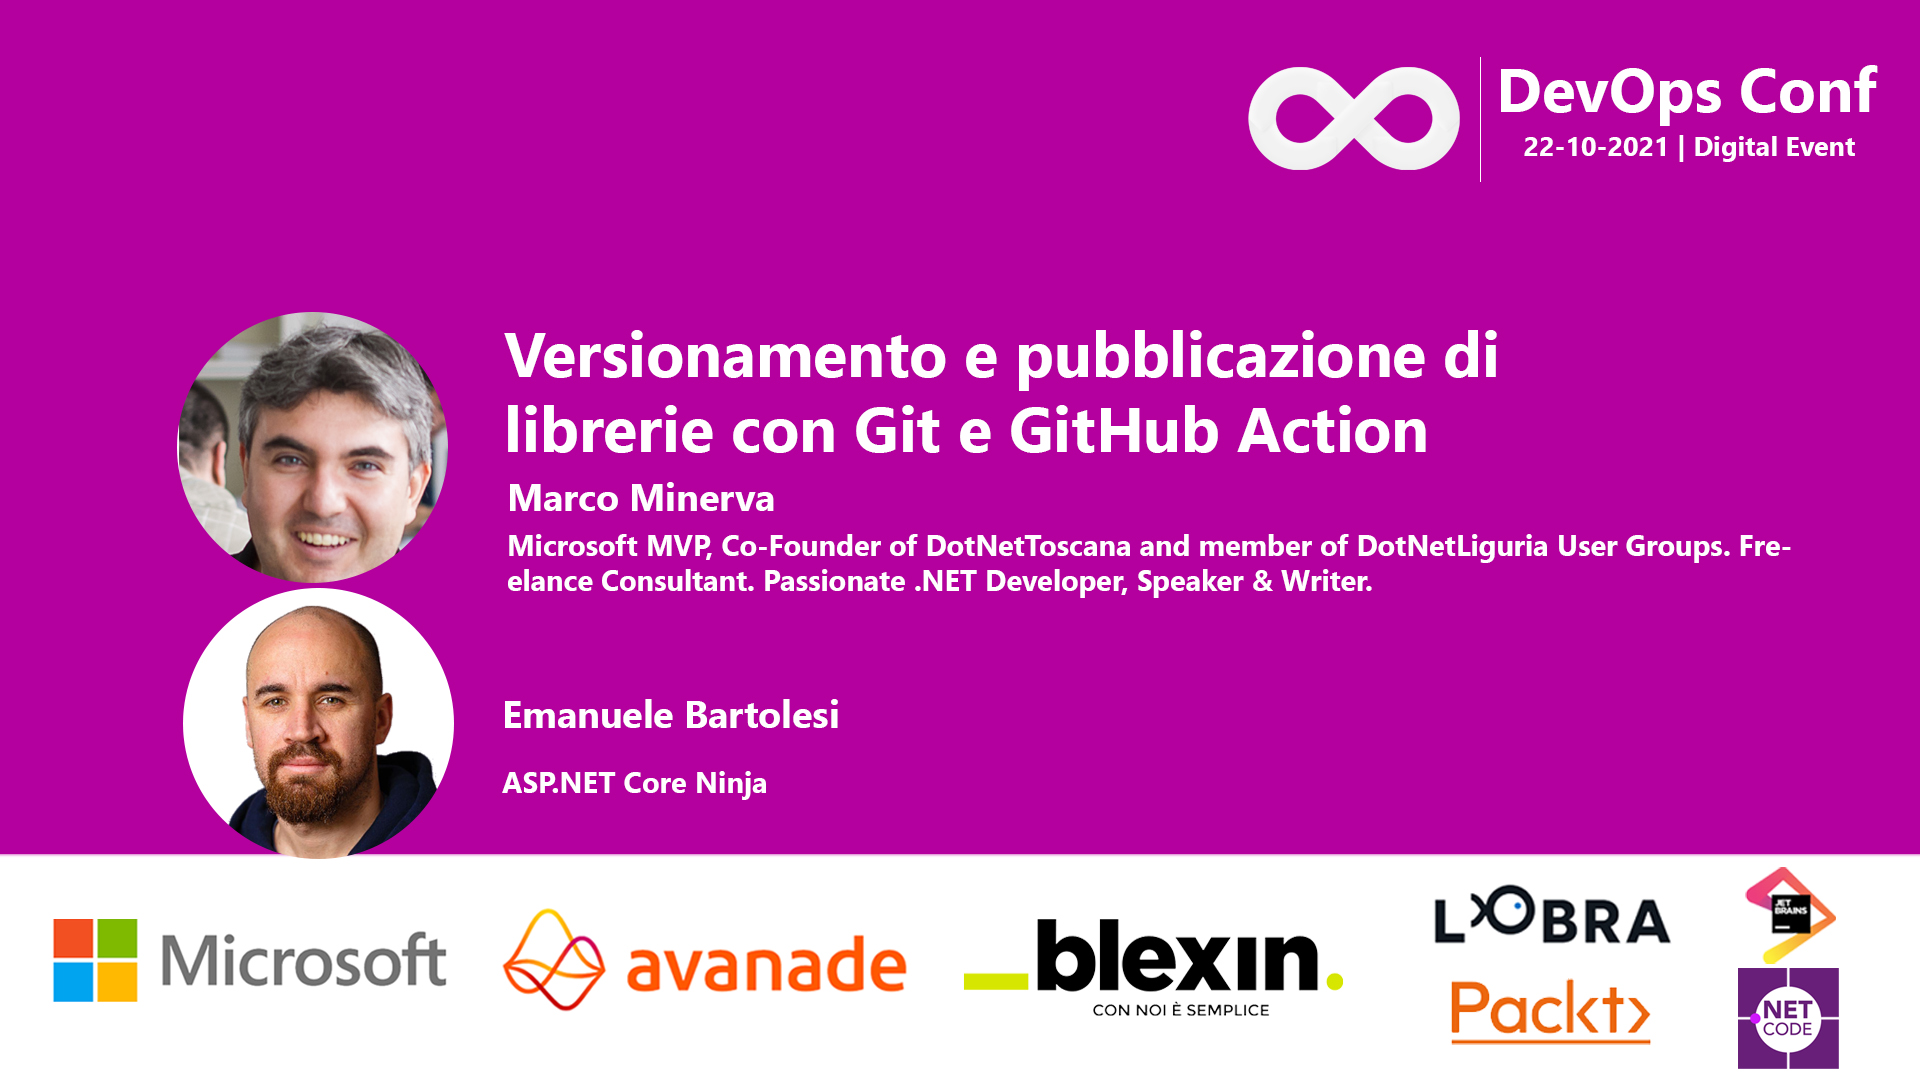 DevOps Conf
22-10-2021 | Digital Event
Versionamento e pubblicazione di
librerie con Git e GitHub Action
Marco Minerva
Microsoft MVP, Co-Founder of DotNetToscana and member of DotNetLiguria User Groups. Fre-
elance Consultant. Passionate .NET Developer, Speaker & Writer.
Emanuele Bartolesi
ASP.NET Core Ninja
Microsoft
avanade
blexin.
CON NOI È SEMPLICE
LOBRA
Packt>
JET
BRAINS
.NET
CODE